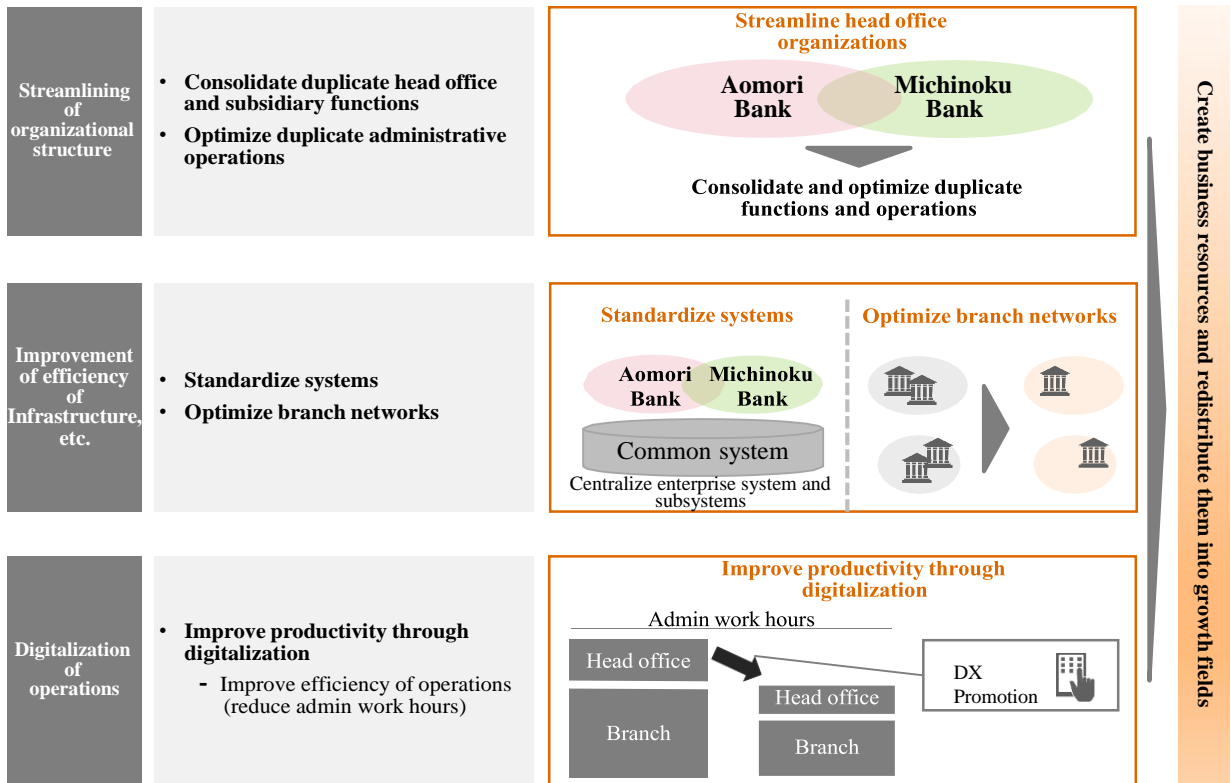 Streamlining
of
organizational
structure
• Consolidate duplicate head office
and subsidiary functions
• Optimize duplicate administrative
operations
Streamline head office
organizations
Aomori
Bank
Michinoku
Bank
Consolidate and optimize duplicate
functions and operations
Improvement
of efficiency
of
Infrastructure,
etc.
• Standardize systems
• Optimize branch networks
Standardize systems
Aomori
Bank
Michinoku
Bank
Common system
Centralize enterprise system and
subsystems
Optimize branch networks
Digitalization
of
operations
• Improve productivity through
digitalization
- Improve efficiency of operations
(reduce admin work hours)
Improve productivity through
digitalization
Admin work hours
Head office
Branch
Head office
Branch
DX
Promotion
Create business resources and redistribute them into growth fields